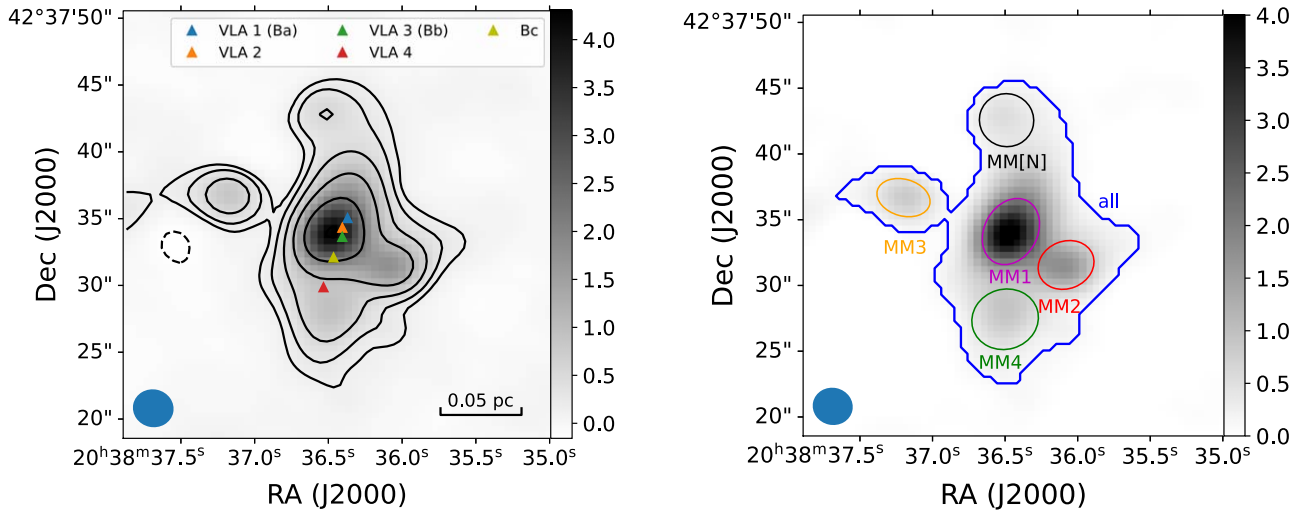 VLA 1 (Ba) VLA 3 (Bb) Bc
VLA 2 VLA 4
42°37'50"
45"
40"
35"
30"
25"
20"
Dec (J2000)
0.05 pc
20ʰ38ᵐ37.5ˢ 37.0ˢ 36.5ˢ 36.0ˢ 35.5ˢ 35.0ˢ
RA (J2000)
4.0
3.5
3.0
2.5
2.0
1.5
1.0
0.5
0.0
42°37'50"
45"
40"
35"
30"
25"
20"
Dec (J2000)
MM[N]
all
MM3
MM1
MM2
MM4
20ʰ38ᵐ37.5ˢ 37.0ˢ 36.5ˢ 36.0ˢ 35.5ˢ 35.0ˢ
RA (J2000)
4.0
3.5
3.0
2.5
2.0
1.5
1.0
0.5
0.0